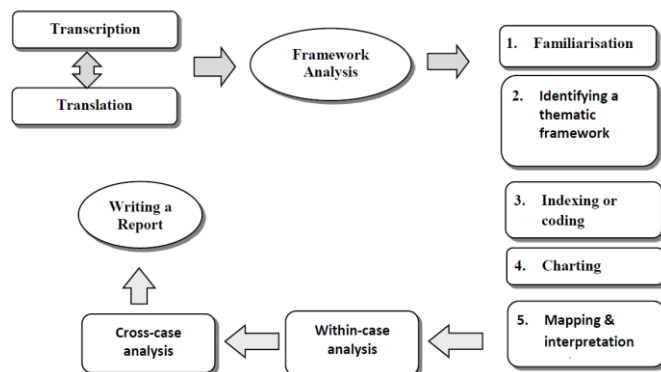 Transcription
Translation
Framework
Analysis
1. Familiarisation
2. Identifying a
thematic
framework
3. Indexing or
coding
4. Charting
5. Mapping &
interpretation
Within-case
analysis
Cross-case
analysis
Writing a
Report